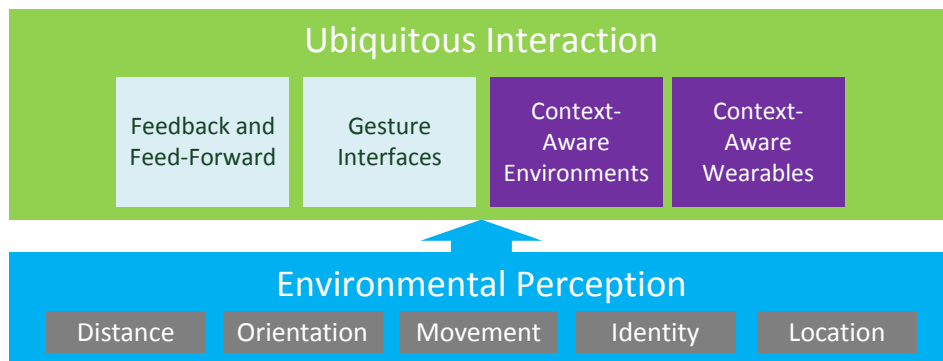 Ubiquitous Interaction
Feedback and
Feed-Forward
Gesture
Interfaces
Context-
Aware
Environments
Context-
Aware
Wearables
Environmental Perception
Distance
Orientation
Movement
Identity
Location